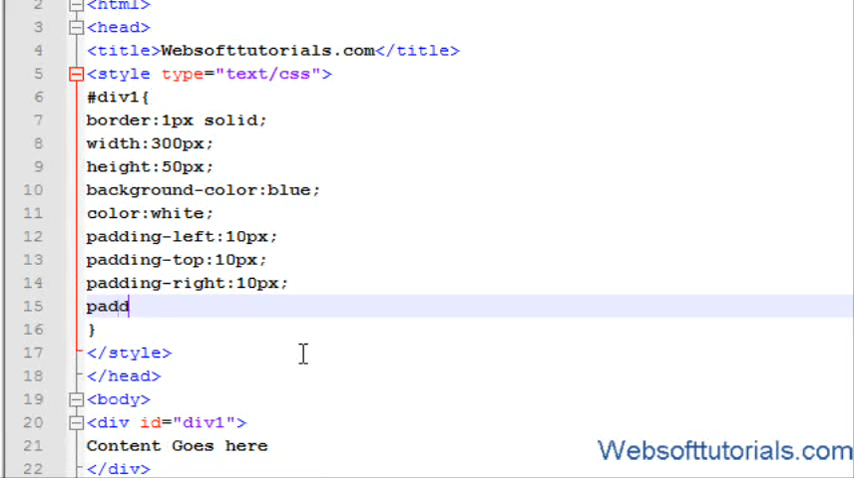 2 <html>
3 <head>
4 <title>Websofttutorials.com</title>
5 <style type="text/css">
6 #div1{
7 border:1px solid;
8 width:300px;
9 height:50px;
10 background-color:blue;
11 color:white;
12 padding-left:10px;
13 padding-top:10px;
14 padding-right:10px;
15 padd
16 }
17 </style>
18 </head>
19 <body>
20 <div id="div1">
21 Content Goes here
22 </div>
Websofttutorials.com